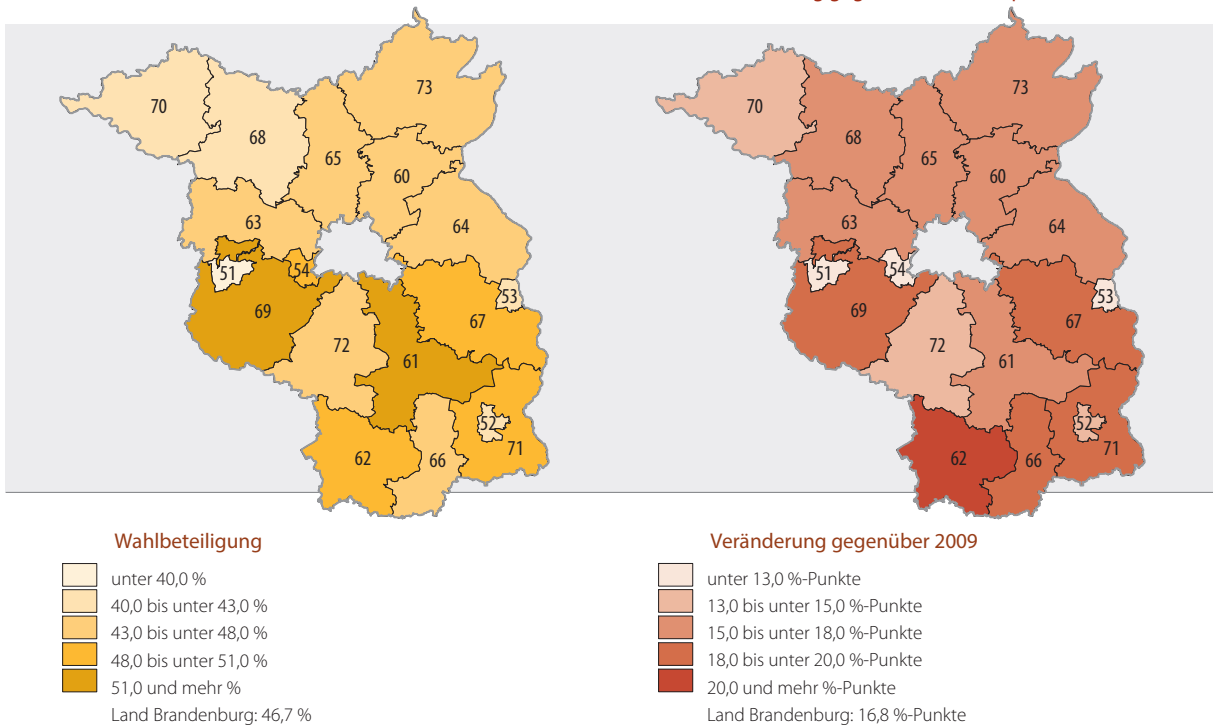 70
68
65
73
60
63
64
51
54
53
69
67
72
61
52
62
66
71
70
68
65
73
60
63
64
51
54
53
69
67
72
61
52
62
66
71
Wahlbeteiligung
unter 40,0 %
40,0 bis unter 43,0 %
43,0 bis unter 48,0 %
48,0 bis unter 51,0 %
51,0 und mehr %
Land Brandenburg: 46,7 %
Veränderung gegenüber 2009
unter 13,0 %-Punkte
13,0 bis unter 15,0 %-Punkte
15,0 bis unter 18,0 %-Punkte
18,0 bis unter 20,0 %-Punkte
20,0 und mehr %-Punkte
Land Brandenburg: 16,8 %-Punkte